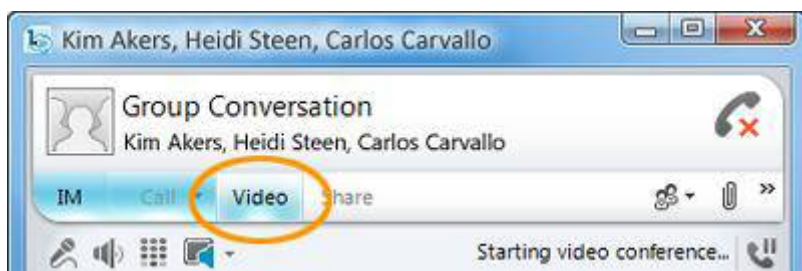 Kim Akers, Heidi Steen, Carlos Carvallo
Group Conversation
Kim Akers, Heidi Steen, Carlos Carvallo
IM Call Video Share
Starting video conference...